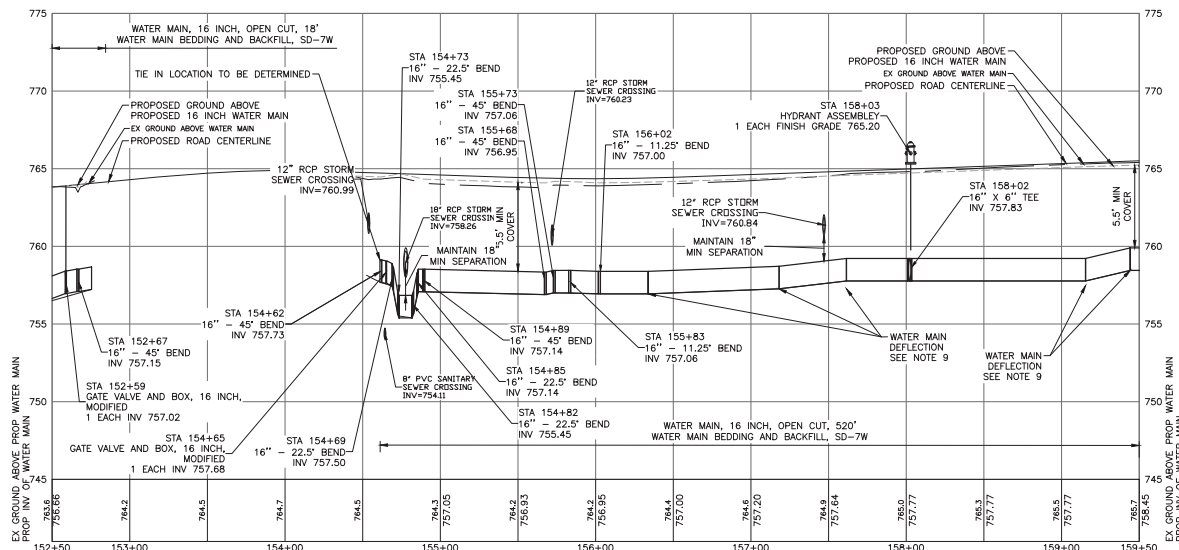 775
770
765
760
755
750
745
775
770
765
760
755
750
745
WATER MAIN, 16 INCH, OPEN CUT, 18'
WATER MAIN BEDDING AND BACKFILL, SD-7W
TIE IN LOCATION TO BE DETERMINED
PROPOSED GROUND ABOVE
PROPOSED 16 INCH WATER MAIN
EX GROUND ABOVE WATER MAIN
PROPOSED ROAD CENTERLINE
12" RCP STORM
SEWER CROSSING
INV=760.99
STA 154+73
16" - 22.5° BEND
INV 755.45
STA 155+73
16" - 45° BEND
INV 757.06
STA 155+68
16" - 45° BEND
INV 756.95
12" RCP STORM
SEWER CROSSING
INV=760.23
STA 156+02
16" - 11.25° BEND
INV 757.00
18" RCP STORM
SEWER CROSSING
INV=758.26
5.5' MIN
COVER
MAINTAIN 18"
MIN SEPARATION
12" RCP STORM
SEWER CROSSING
INV=760.84
MAINTAIN 18"
MIN SEPARATION
STA 158+03
HYDRANT ASSEMBLEY
1 EACH FINISH GRADE 765.20
PROPOSED GROUND ABOVE
PROPOSED 16 INCH WATER MAIN
EX GROUND ABOVE WATER MAIN
PROPOSED ROAD CENTERLINE
STA 158+02
16" X 6" TEE
INV 757.83
5.5' MIN
COVER
STA 152+67
16" - 45° BEND
INV 757.15
STA 152+59
GATE VALVE AND BOX, 16 INCH,
MODIFIED
1 EACH INV 757.02
STA 154+62
16" - 45° BEND
INV 757.73
STA 154+65
GATE VALVE AND BOX, 16 INCH,
MODIFIED
1 EACH INV 757.68
STA 154+69
16" - 22.5° BEND
INV 757.50
8" PVC SANITARY
SEWER CROSSING
INV=754.11
STA 154+89
16" - 45° BEND
INV 757.14
STA 154+85
16" - 22.5° BEND
INV 757.14
STA 154+82
16" - 22.5° BEND
INV 755.45
STA 155+83
16" - 11.25° BEND
INV 757.06
WATER MAIN
DEFLECTION
SEE NOTE 9
WATER MAIN
DEFLECTION
SEE NOTE 9
WATER MAIN, 16 INCH, OPEN CUT, 520'
WATER MAIN BEDDING AND BACKFILL, SD-7W
EX GROUND ABOVE PROP WATER MAIN
PROP INV OF WATER MAIN
763.6
756.66
764.2
764.5
764.7
764.5
764.3
757.05
764.2
756.93
764.2
756.95
764.4
757.00
764.6
757.20
764.9
757.64
765.0
757.77
765.3
757.77
765.5
757.77
765.7
758.45
EX GROUND ABOVE PROP WATER MAIN
PROP INV OF WATER MAIN
152+50
153+00
154+00
155+00
156+00
157+00
158+00
159+00
159+50